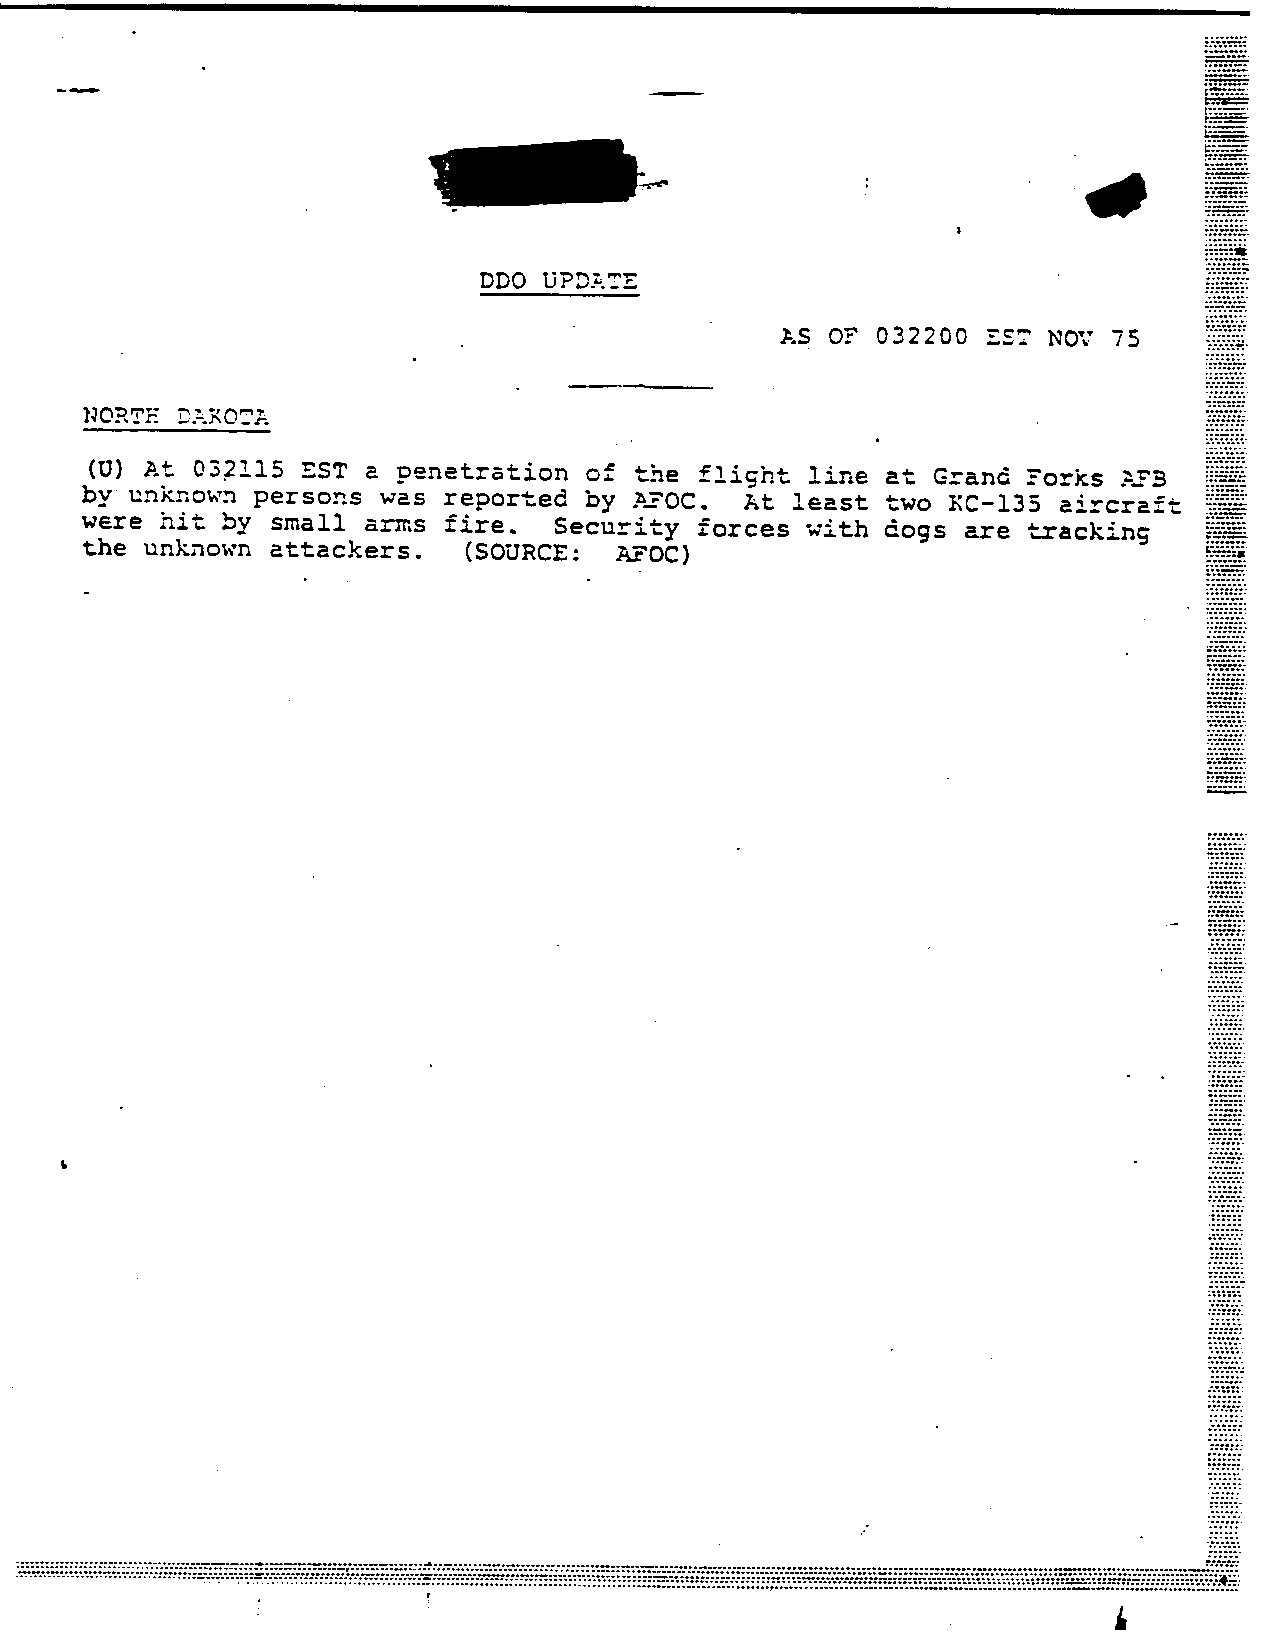 DDO UPDATE
AS OF 032200 EST NOV 75
NORTH DAKOTA
(U) At 032115 EST a penetration of the flight line at Grand Forks AFB
by unknown persons was reported by AFOC. At least two KC-135 aircraft
were hit by small arms fire. Security forces with dogs are tracking
the unknown attackers. (SOURCE: AFOC)